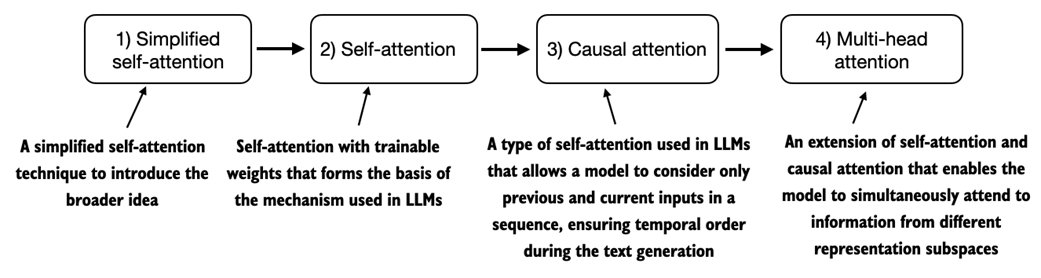 1) Simplified
self-attention
2) Self-attention
3) Causal attention
4) Multi-head
attention
A simplified self-attention
technique to introduce the
broader idea
Self-attention with trainable
weights that forms the basis of
the mechanism used in LLMs
A type of self-attention used in LLMs
that allows a model to consider only
previous and current inputs in a
sequence, ensuring temporal order
during the text generation
An extension of self-attention and
causal attention that enables the
model to simultaneously attend to
information from different
representation subspaces